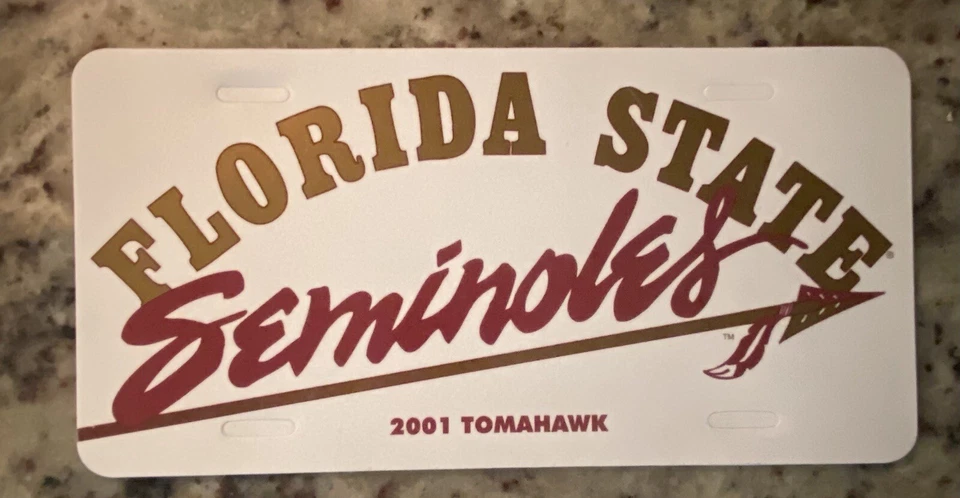 FLORIDA STATE ®
Seminoles
TM
2001 TOMAHAWK